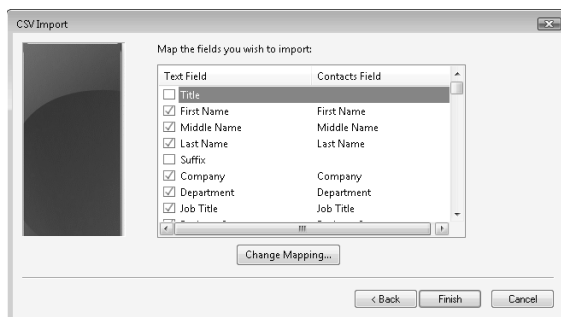 CSV Import
Map the fields you wish to import:
Text Field Contacts Field
Title
First Name First Name
Middle Name Middle Name
Last Name Last Name
Suffix
Company Company
Department Department
Job Title Job Title
Change Mapping...
< Back Finish Cancel